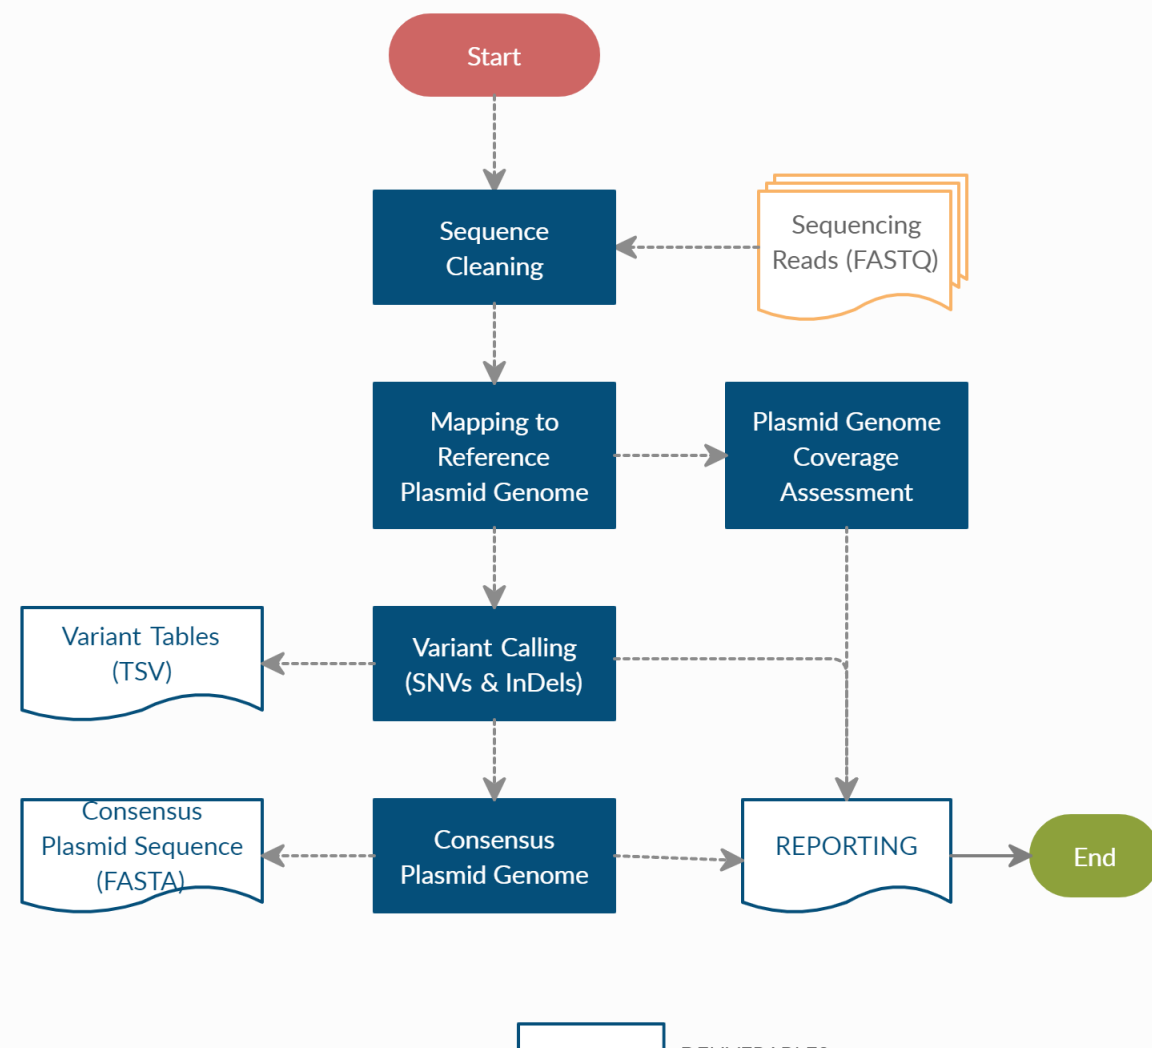 Start
Sequence
Cleaning
Sequencing
Reads (FASTQ)
Mapping to
Reference
Plasmid Genome
Plasmid Genome
Coverage
Assessment
Variant Tables
(TSV)
Variant Calling
(SNVs & InDels)
Consensus
Plasmid Sequence
(FASTA)
Consensus
Plasmid Genome
REPORTING
End